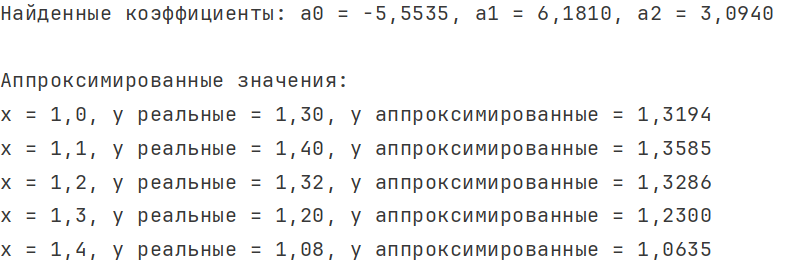 Найденные коэффициенты: a0 = -5,5535, a1 = 6,1810, a2 = 3,0940
Аппроксимированные значения:
x = 1,0, y реальные = 1,30, y аппроксимированные = 1,3194
x = 1,1, y реальные = 1,40, y аппроксимированные = 1,3585
x = 1,2, y реальные = 1,32, y аппроксимированные = 1,3286
x = 1,3, y реальные = 1,20, y аппроксимированные = 1,2300
x = 1,4, y реальные = 1,08, y аппроксимированные = 1,0635